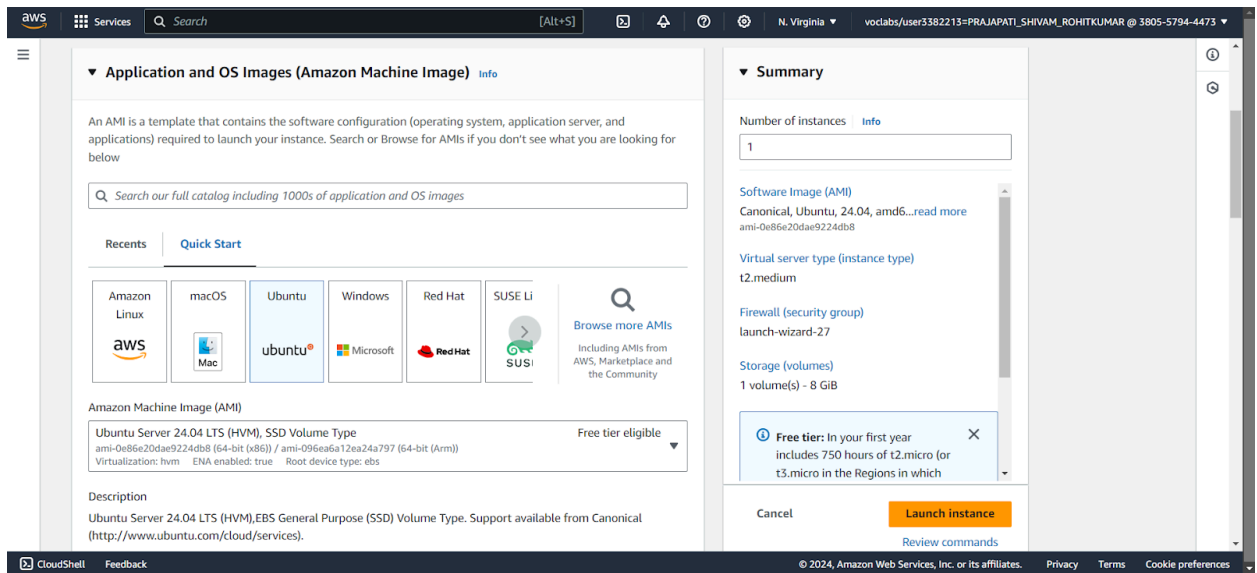 aws
Services
Search
[Alt+S]
N. Virginia ▼
voclabs/user3382213=PRAJAPATI_SHIVAM_ROHITKUMAR @ 3805-5794-4473 ▼
▼ Application and OS Images (Amazon Machine Image) Info
An AMI is a template that contains the software configuration (operating system, application server, and
applications) required to launch your instance. Search or Browse for AMIs if you don't see what you are looking for
below
Search our full catalog including 1000s of application and OS images
Recents
Quick Start
Amazon
Linux
aws
macOS
Mac
Ubuntu
ubuntu®
Windows
Microsoft
Red Hat
Red Hat
SUSE Li
SUS
Browse more AMIs
Including AMIs from
AWS, Marketplace and
the Community
Amazon Machine Image (AMI)
Ubuntu Server 24.04 LTS (HVM), SSD Volume Type
Free tier eligible
ami-0e86e20dae9224db8 (64-bit (x86)) / ami-096ea6a12ea24a797 (64-bit (Arm))
Virtualization: hvm ENA enabled: true Root device type: ebs
Description
Ubuntu Server 24.04 LTS (HVM),EBS General Purpose (SSD) Volume Type. Support available from Canonical
(http://www.ubuntu.com/cloud/services).
▼ Summary
Number of instances Info
1
Software Image (AMI)
Canonical, Ubuntu, 24.04, amd6...read more
ami-0e86e20dae9224db8
Virtual server type (instance type)
t2.medium
Firewall (security group)
launch-wizard-27
Storage (volumes)
1 volume(s) - 8 GiB
Free tier: In your first year
includes 750 hours of t2.micro (or
t3.micro in the Regions in which
Cancel
Launch instance
Review commands
CloudShell
Feedback
© 2024, Amazon Web Services, Inc. or its affiliates.
Privacy
Terms
Cookie preferences